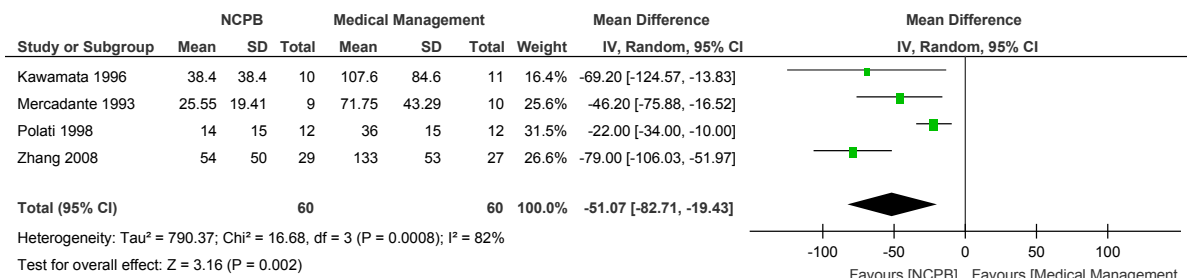 NCPB Medical Management Mean Difference Mean Difference
Study or Subgroup Mean SD Total Mean SD Total Weight IV, Random, 95% CI IV, Random, 95% CI
Kawamata 1996 38.4 38.4 10 107.6 84.6 11 16.4% -69.20 [-124.57, -13.83]
Mercadante 1993 25.55 19.41 9 71.75 43.29 10 25.6% -46.20 [-75.88, -16.52]
Polati 1998 14 15 12 36 15 12 31.5% -22.00 [-34.00, -10.00]
Zhang 2008 54 50 29 133 53 27 26.6% -79.00 [-106.03, -51.97]
Total (95% CI) 60 60 100.0% -51.07 [-82.71, -19.43]
Heterogeneity: Tau² = 790.37; Chi² = 16.68, df = 3 (P = 0.0008); I² = 82%
Test for overall effect: Z = 3.16 (P = 0.002)
-100 -50 0 50 100
Favours [NCPB] Favours [Medical Management